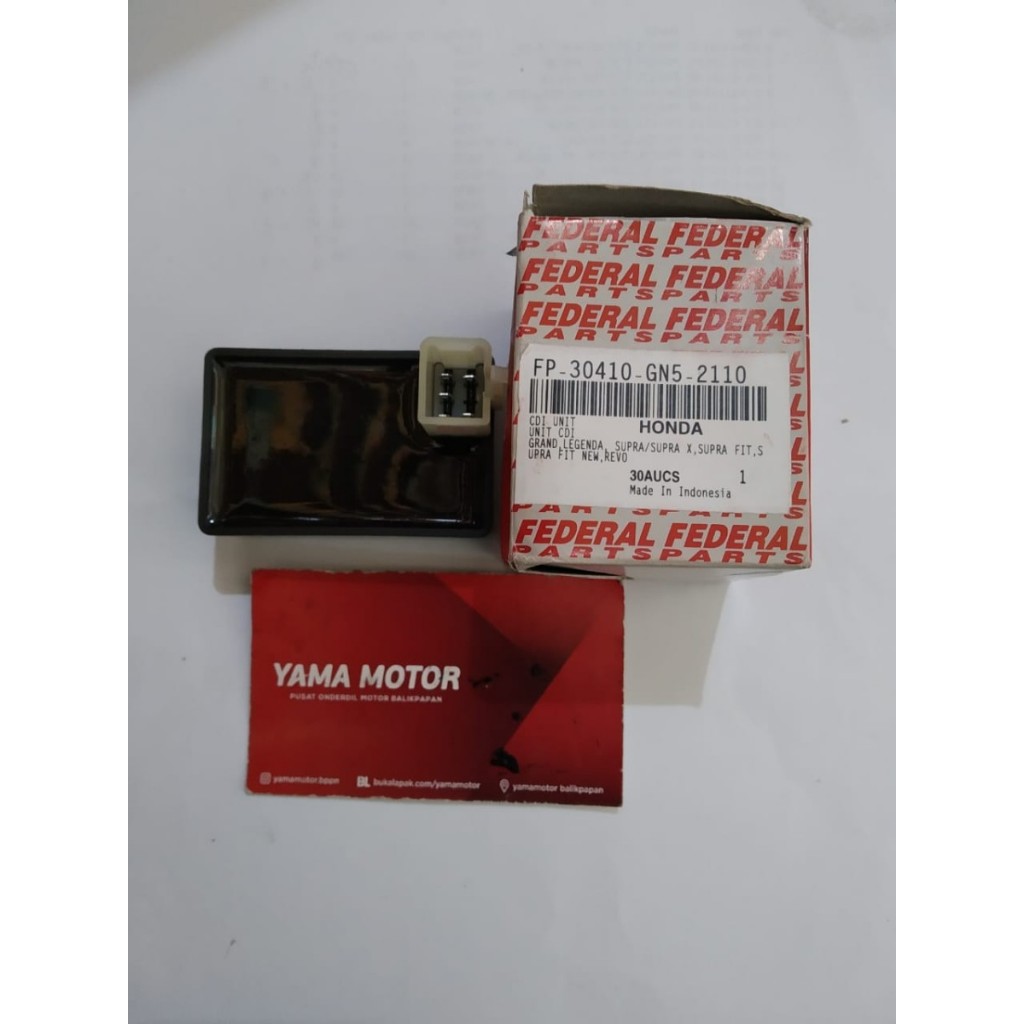 FEDERAL FEDERAL
PARTSPARTS
FEDERAL FEDERAL
PARTSPARTS
FEDERAL FEDERAL
PARTSPARTS
FP-30410-GN5-2110
CDI UNIT
HONDA
UNIT CDI
GRAND,LEGENDA, SUPRA/SUPRA X,SUPRA FIT,S
UPRA FIT NEW,REVO
30AUCS 1
Made In Indonesia
FEDERAL FEDERAL
PARTSPARTS
YAMA MOTOR
PUSAT ONDERDIL MOTOR BALIKPAPAN
yamamotor.bppn
BL bukalapak.com/yamamotor
yamamotor balikpapan